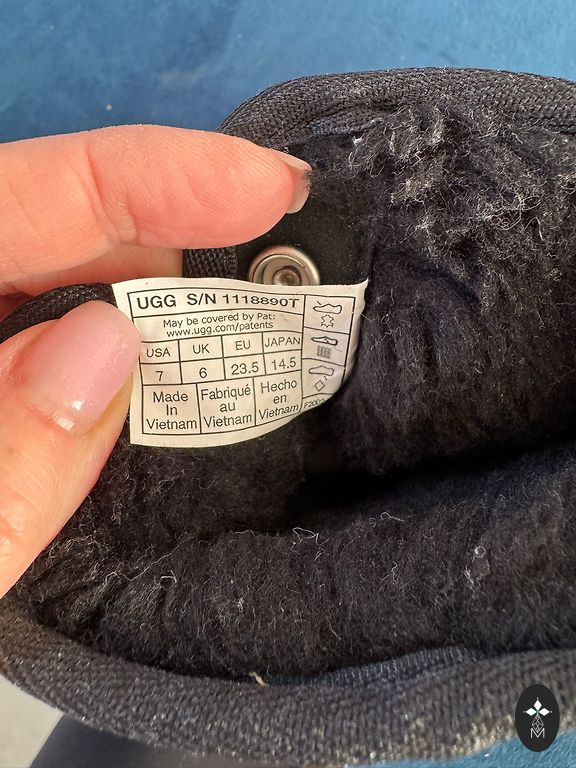 UGG S/N 1118890T
May be covered by Pat:
www.ugg.com/patents
USA UK EU JAPAN
7 6 23.5 14.5
Made In Vietnam
Fabriqué au Vietnam
Hecho en Vietnam
M